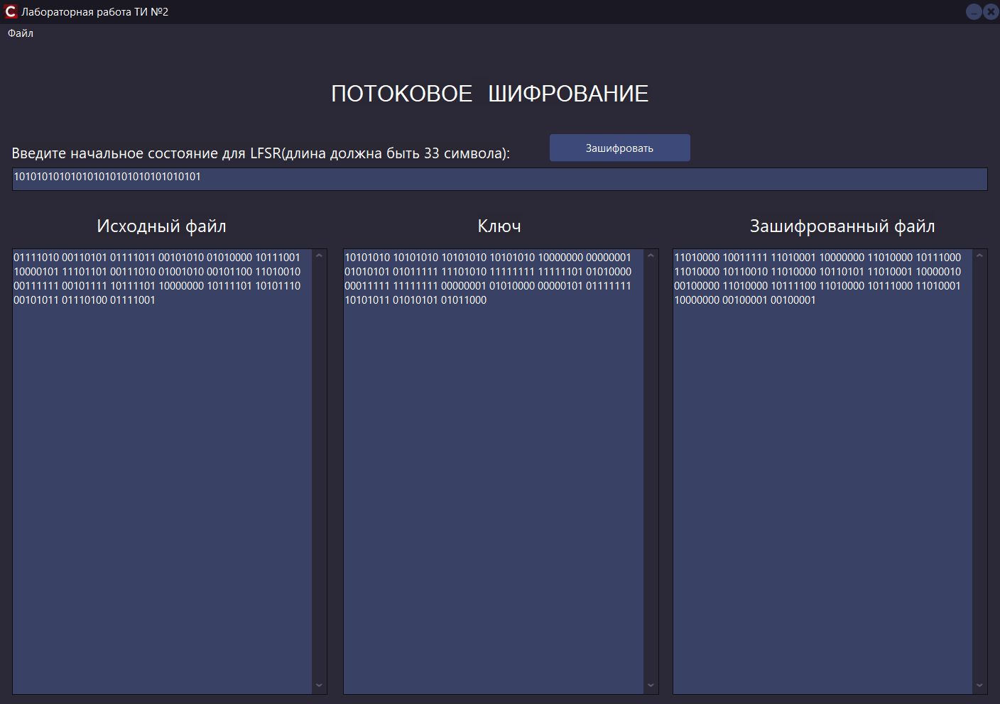 Лабораторная работа ТИ №2
Файл
ПОТОКОВОЕ ШИФРОВАНИЕ
Введите начальное состояние для LFSR(длина должна быть 33 символа):
Зашифровать
101010101010101010101010101010101
Исходный файл
01111010 00110101 01111011 00101010 01010000 10111001
10000101 11101101 00111010 01001010 00101100 11010010
00111111 00101111 10111101 10000000 10111101 10101110
00101011 01110100 01111001
Ключ
10101010 10101010 10101010 10101010 10000000 00000001
01010101 01011111 11101010 11111111 11111101 01010000
00011111 11111111 00000001 01010000 00000101 01111111
10101011 01010101 01011000
Зашифрованный файл
11010000 10011111 11010001 10000000 11010000 10111000
11010000 10110010 11010000 10110101 11010001 10000010
00100000 11010000 10111100 11010000 10111000 11010001
10000000 00100001 00100001